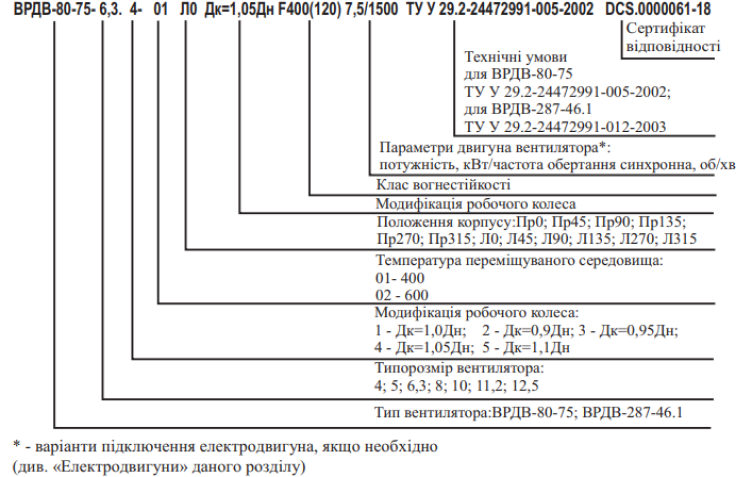 ВРДВ-80-75- 6,3. 4- 01 Л0 Дк=1,05Дн F400(120) 7,5/1500 ТУ У 29.2-24472991-005-2002 DCS.0000061-18
Сертифікат
відповідності
Технічні умови
для ВРДВ-80-75
ТУ У 29.2-24472991-005-2002;
для ВРДВ-287-46.1
ТУ У 29.2-24472991-012-2003
Параметри двигуна вентилятора*:
потужність, кВт/частота обертання синхронна, об/хв
Клас вогнестійкості
Модифікація робочого колеса
Положення корпусу:Пр0; Пр45; Пр90; Пр135;
Пр270; Пр315; Л0; Л45; Л90; Л135; Л270; Л315
Температура переміщуваного середовища:
01- 400
02 - 600
Модифікація робочого колеса:
1 - Дк=1,0Дн; 2 - Дк=0,9Дн; 3 - Дк=0,95Дн;
4 - Дк=1,05Дн; 5 - Дк=1,1Дн
Типорозмір вентилятора:
4; 5; 6,3; 8; 10; 11,2; 12,5
Тип вентилятора:ВРДВ-80-75; ВРДВ-287-46.1
* - варіанти підключення електродвигуна, якщо необхідно
(див. «Електродвигуни» даного розділу)